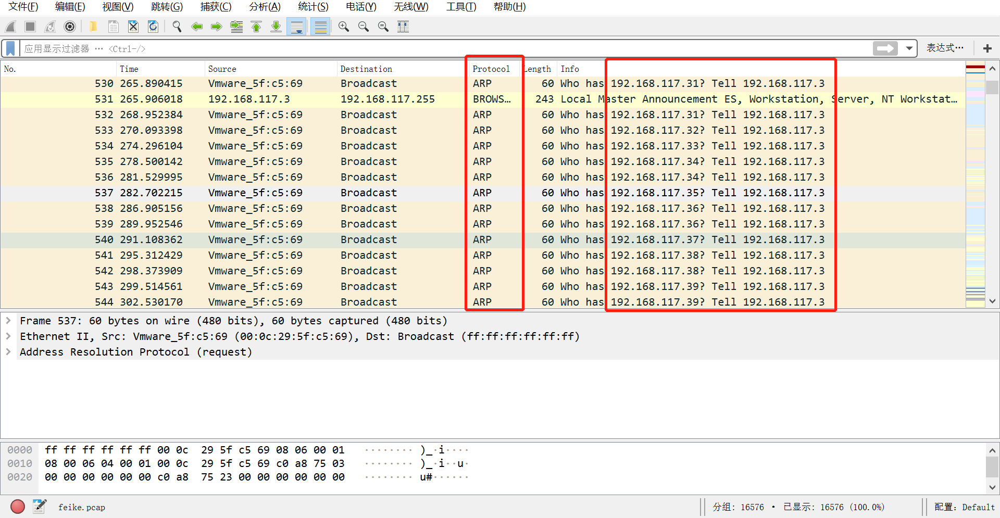 文件(F) 编辑(E) 视图(V) 跳转(G) 捕获(C) 分析(A) 统计(S) 电话(Y) 无线(W) 工具(T) 帮助(H)
应用显示过滤器 … <Ctrl-/> 表达式…
No. Time Source Destination Protocol Length Info
530 265.890415 Vmware_5f:c5:69 Broadcast ARP 60 Who has 192.168.117.31? Tell 192.168.117.3
531 265.906018 192.168.117.3 192.168.117.255 BROWS… 243 Local Master Announcement ES, Workstation, Server, NT Workstat…
532 268.952384 Vmware_5f:c5:69 Broadcast ARP 60 Who has 192.168.117.31? Tell 192.168.117.3
533 270.093398 Vmware_5f:c5:69 Broadcast ARP 60 Who has 192.168.117.32? Tell 192.168.117.3
534 274.296104 Vmware_5f:c5:69 Broadcast ARP 60 Who has 192.168.117.33? Tell 192.168.117.3
535 278.500142 Vmware_5f:c5:69 Broadcast ARP 60 Who has 192.168.117.34? Tell 192.168.117.3
536 281.529995 Vmware_5f:c5:69 Broadcast ARP 60 Who has 192.168.117.34? Tell 192.168.117.3
537 282.702215 Vmware_5f:c5:69 Broadcast ARP 60 Who has 192.168.117.35? Tell 192.168.117.3
538 286.905156 Vmware_5f:c5:69 Broadcast ARP 60 Who has 192.168.117.36? Tell 192.168.117.3
539 289.952546 Vmware_5f:c5:69 Broadcast ARP 60 Who has 192.168.117.36? Tell 192.168.117.3
540 291.108362 Vmware_5f:c5:69 Broadcast ARP 60 Who has 192.168.117.37? Tell 192.168.117.3
541 295.312429 Vmware_5f:c5:69 Broadcast ARP 60 Who has 192.168.117.38? Tell 192.168.117.3
542 298.373909 Vmware_5f:c5:69 Broadcast ARP 60 Who has 192.168.117.38? Tell 192.168.117.3
543 299.514561 Vmware_5f:c5:69 Broadcast ARP 60 Who has 192.168.117.39? Tell 192.168.117.3
544 302.530170 Vmware_5f:c5:69 Broadcast ARP 60 Who has 192.168.117.39? Tell 192.168.117.3
Frame 537: 60 bytes on wire (480 bits), 60 bytes captured (480 bits)
Ethernet II, Src: Vmware_5f:c5:69 (00:0c:29:5f:c5:69), Dst: Broadcast (ff:ff:ff:ff:ff:ff)
Address Resolution Protocol (request)
0000 ff ff ff ff ff ff 00 0c 29 5f c5 69 08 06 00 01 ········ )_·i····
0010 08 00 06 04 00 01 00 0c 29 5f c5 69 c0 a8 75 03 ········ )_·i··u·
0020 00 00 00 00 00 00 c0 a8 75 23 00 00 00 00 00 00 ········ u#······
feike.pcap 分组: 16576 · 已显示: 16576 (100.0%) 配置: Default